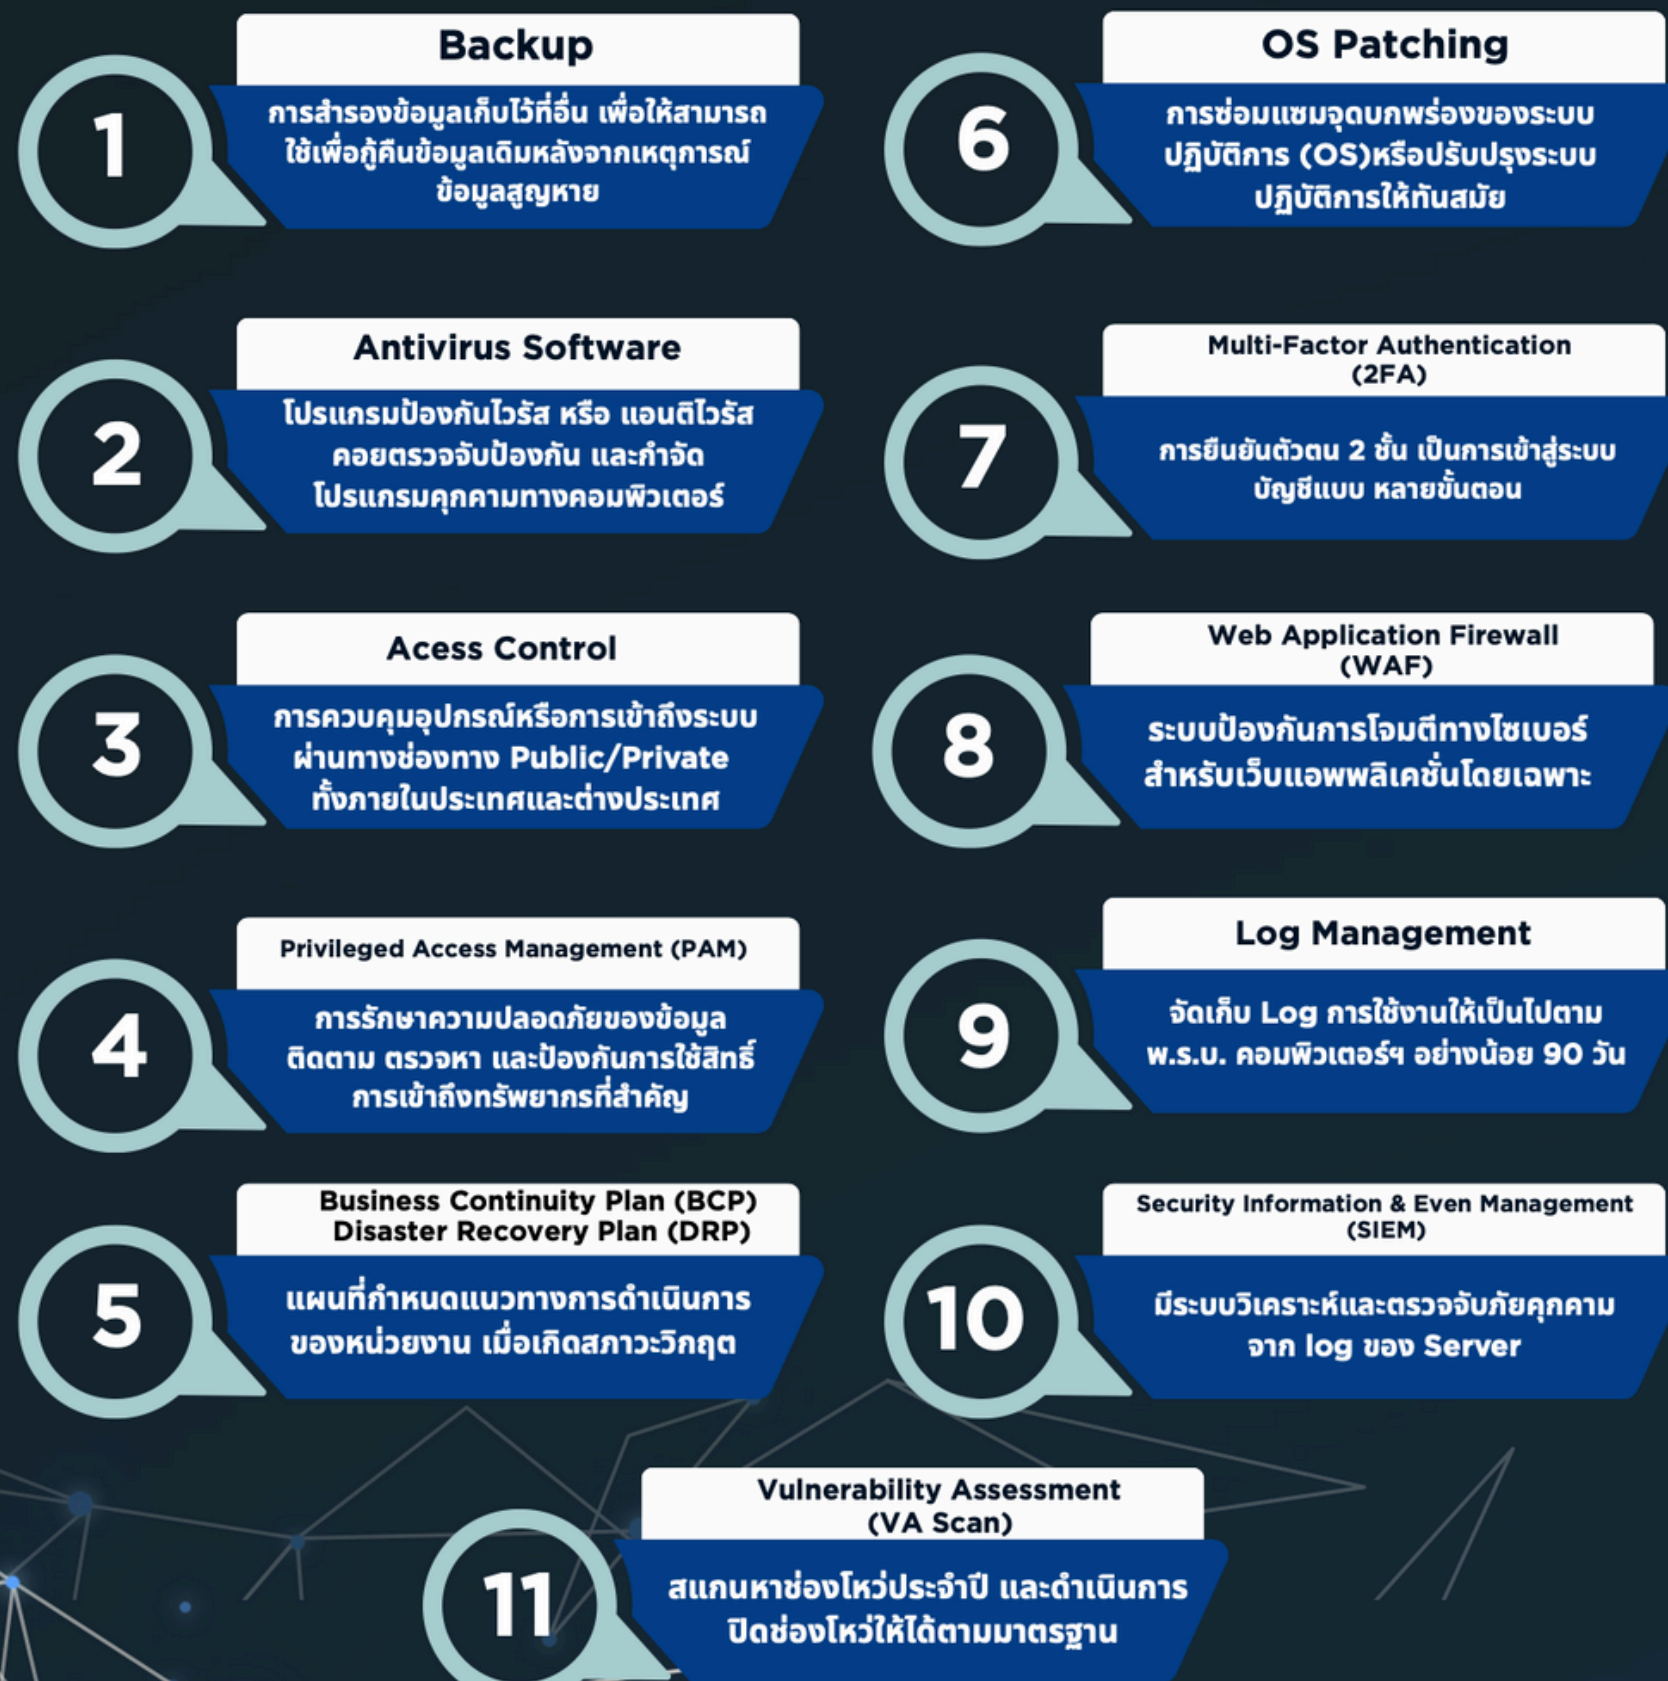 1
Backup
การสำรองข้อมูลเก็บไว้ที่อื่น เพื่อให้สามารถ
ใช้เพื่อกู้คืนข้อมูลเดิมหลังจากเหตุการณ์
ข้อมูลสูญหาย
2
Antivirus Software
โปรแกรมป้องกันไวรัส หรือ แอนติไวรัส
คอยตรวจจับป้องกัน และกำจัด
โปรแกรมคุกคามทางคอมพิวเตอร์
3
Acess Control
การควบคุมอุปกรณ์หรือการเข้าถึงระบบ
ผ่านทางช่องทาง Public/Private
ทั้งภายในประเทศและต่างประเทศ
4
Privileged Access Management (PAM)
การรักษาความปลอดภัยของข้อมูล
ติดตาม ตรวจหา และป้องกันการใช้สิทธิ์
การเข้าถึงทรัพยากรที่สำคัญ
5
Business Continuity Plan (BCP)
Disaster Recovery Plan (DRP)
แผนที่กำหนดแนวทางการดำเนินการ
ของหน่วยงาน เมื่อเกิดสภาวะวิกฤต
6
OS Patching
การซ่อมแซมจุดบกพร่องของระบบ
ปฏิบัติการ (OS)หรือปรับปรุงระบบ
ปฏิบัติการให้ทันสมัย
7
Multi-Factor Authentication
(2FA)
การยืนยันตัวตน 2 ชั้น เป็นการเข้าสู่ระบบ
บัญชีแบบ หลายขั้นตอน
8
Web Application Firewall
(WAF)
ระบบป้องกันการโจมตีทางไซเบอร์
สำหรับเว็บแอพพลิเคชั่นโดยเฉพาะ
9
Log Management
จัดเก็บ Log การใช้งานให้เป็นไปตาม
พ.ร.บ. คอมพิวเตอร์ฯ อย่างน้อย 90 วัน
10
Security Information & Even Management
(SIEM)
มีระบบวิเคราะห์และตรวจจับภัยคุกคาม
จาก log ของ Server
11
Vulnerability Assessment
(VA Scan)
สแกนหาช่องโหว่ประจำปี และดำเนินการ
ปิดช่องโหว่ให้ได้ตามมาตรฐาน